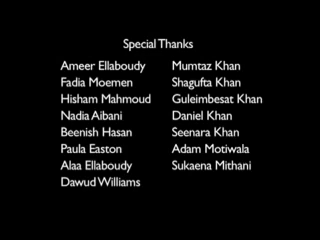 Special Thanks
Ameer Ellaboudy
Fadia Moemen
Hisham Mahmoud
Nadia Aibani
Beenish Hasan
Paula Easton
Alaa Ellaboudy
Dawud Williams
Mumtaz Khan
Shagufta Khan
Guleimbesat Khan
Daniel Khan
Seenara Khan
Adam Motiwala
Sukaena Mithani